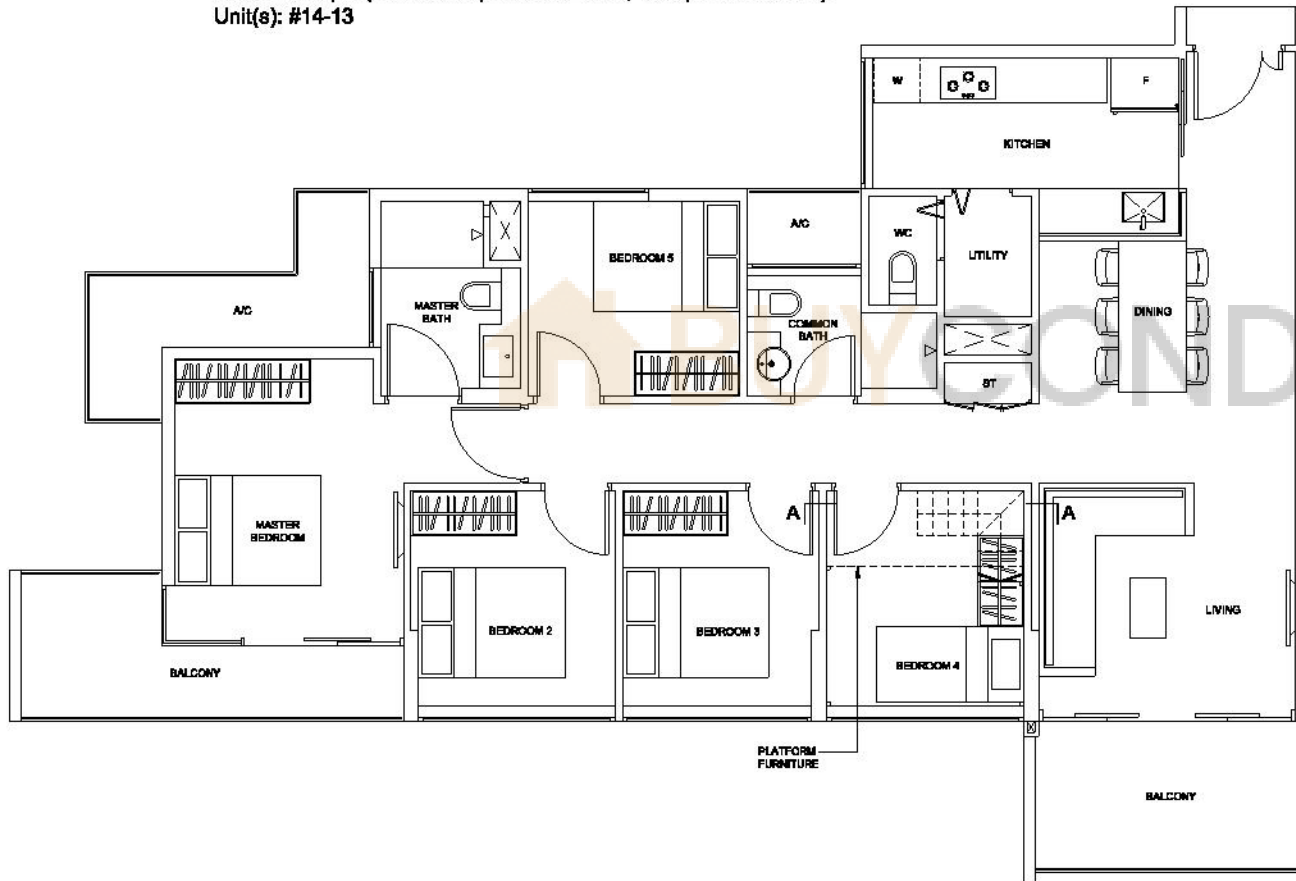 Unit(s): #14-13
W
F
KITCHEN
A/C
WC
UTILITY
BEDROOM 5
A/C
MASTER
BATH
COMMON
BATH
DINING
ST
BUYCOND
MASTER
BEDROOM
A
A
BEDROOM 2
BEDROOM 3
BEDROOM 4
LIVING
BALCONY
PLATFORM
FURNITURE
BALCONY